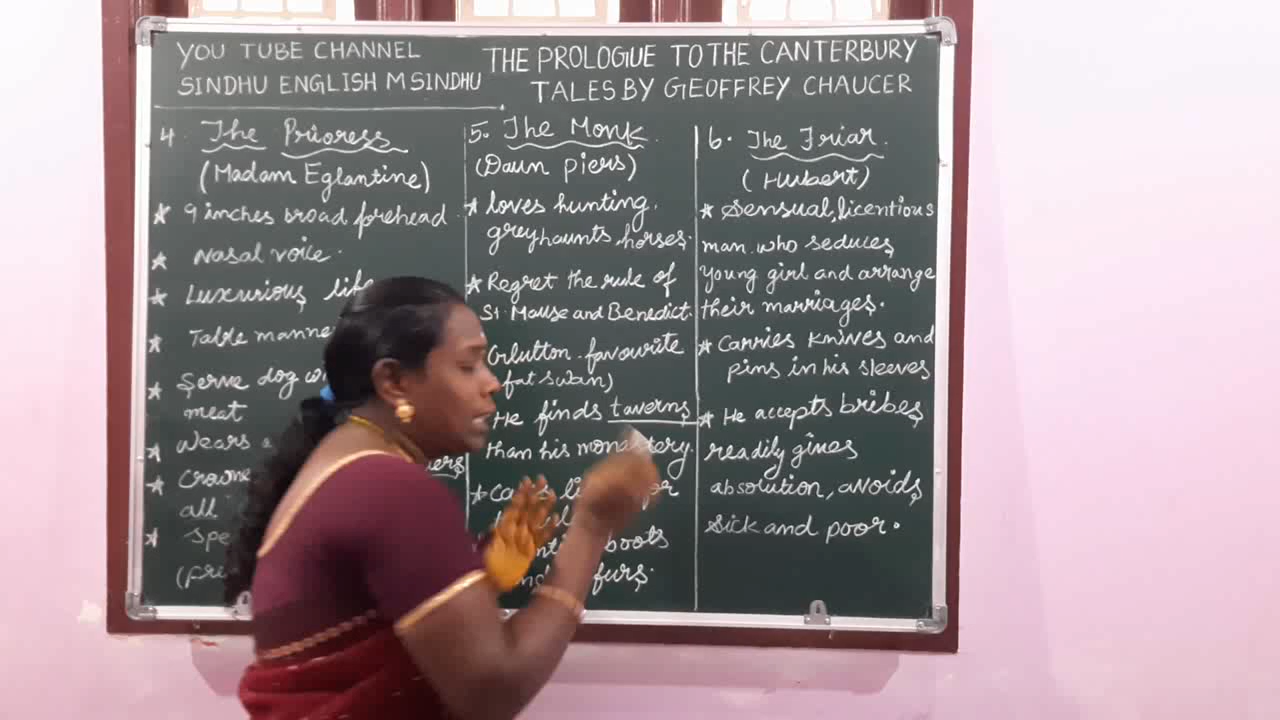 YOU TUBE CHANNEL
SINDHU ENGLISH M SINDHU
THE PROLOGUE TO THE CANTERBURY
TALES BY GEOFFREY CHAUCER
4. The Prioress
(Madam Eglantine)
★ 9 inches broad forehead
★ Nasal voice.
★ Luxurious
★ Table
★ Serve dog
meat
★ Wears
★
all
★
5. The Monk
(Daun piers)
★ loves hunting,
greyhaunts, horses.
★ Regret the rule of
St. Mause and Benedict.
Glutton. favourite
fat swan)
He finds taverns
than his monastery.
★
boots
furs.
6. The Friar
(Hubert)
★ Sensual, licentious
man who seduces
Young girl and arrange
their marriages.
★ Carries knives and
pins in his sleeves
★ He accepts bribes
readily gives
absolution, avoids
sick and poor.